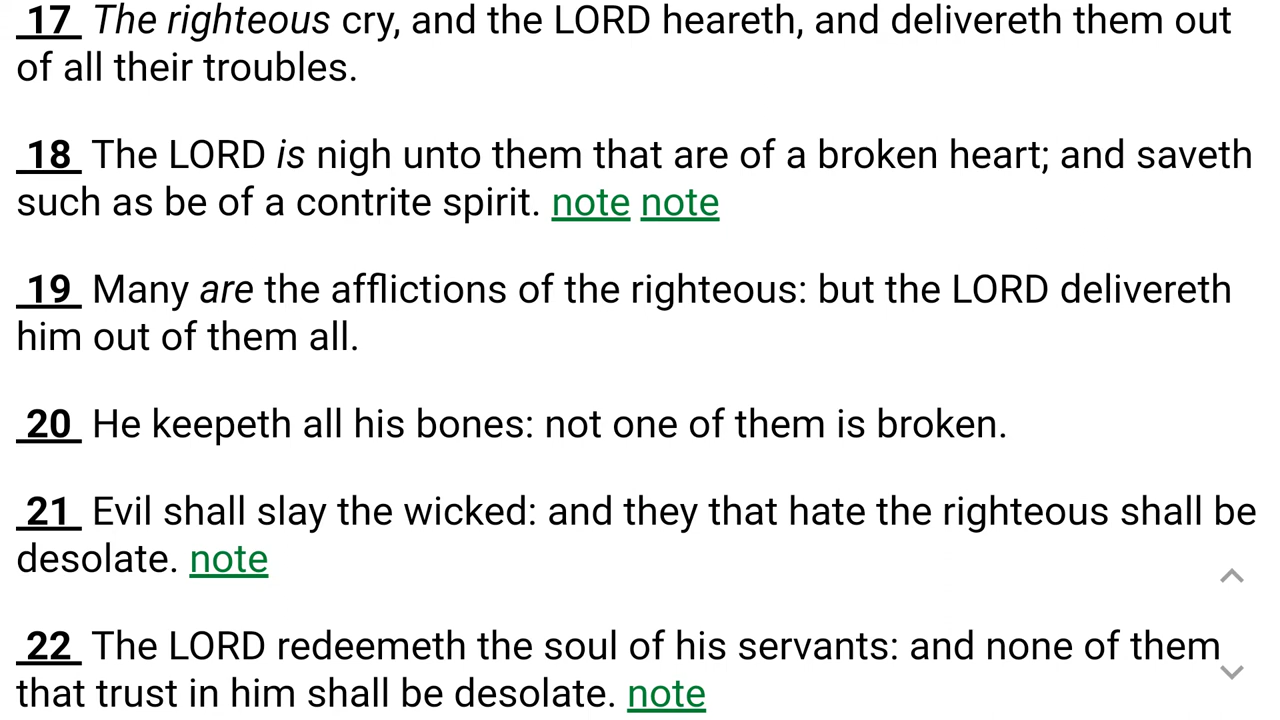 17 The righteous cry, and the LORD heareth, and delivereth them out
of all their troubles.
18 The LORD is nigh unto them that are of a broken heart; and saveth
such as be of a contrite spirit. note note
19 Many are the afflictions of the righteous: but the LORD delivereth
him out of them all.
20 He keepeth all his bones: not one of them is broken.
21 Evil shall slay the wicked: and they that hate the righteous shall be
desolate. note
22 The LORD redeemeth the soul of his servants: and none of them
that trust in him shall be desolate. note